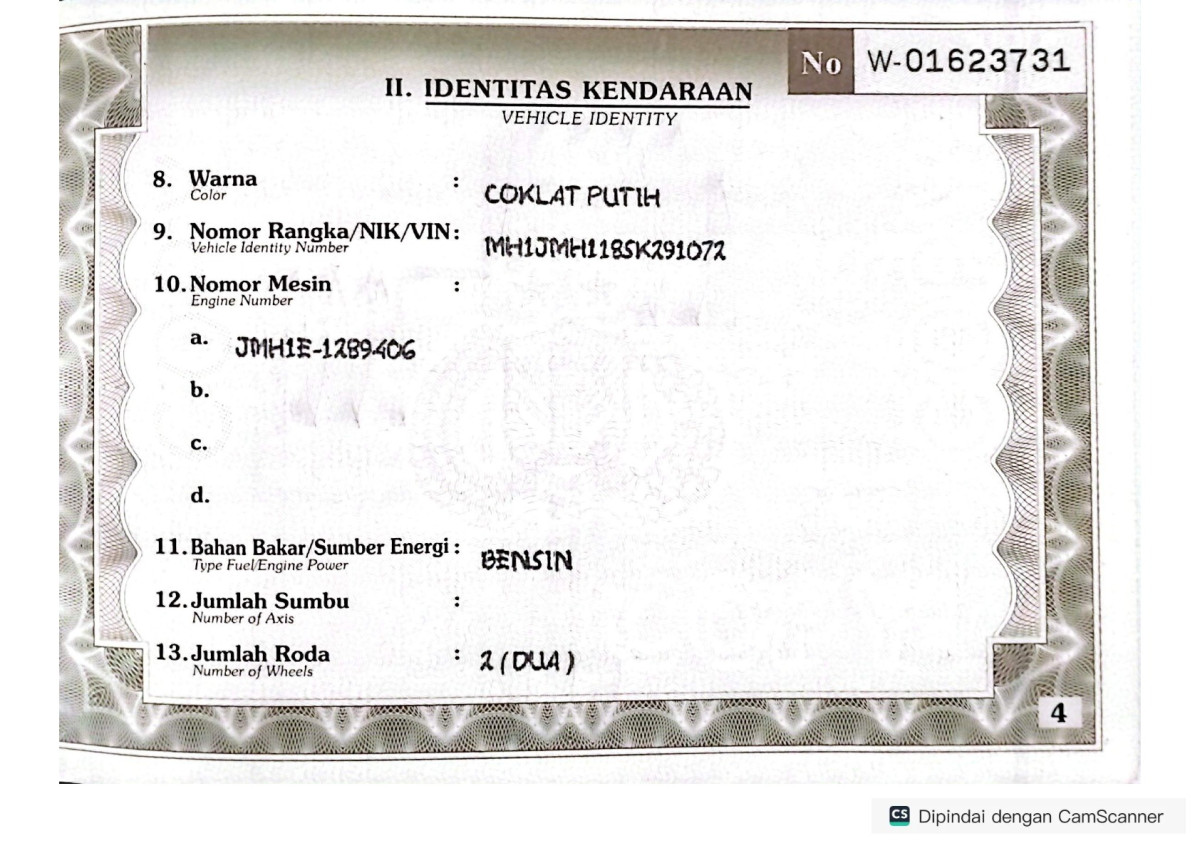 No W-01623731
II. IDENTITAS KENDARAAN
VEHICLE IDENTITY
8. Warna : COKLAT PUTIH
Color
9. Nomor Rangka/NIK/VIN : MH1JMH118SK291072
Vehicle Identity Number
10. Nomor Mesin :
Engine Number
a. JMH1E-1289406
b.
c.
d.
11. Bahan Bakar/Sumber Energi : BENSIN
Type Fuel/Engine Power
12. Jumlah Sumbu :
Number of Axis
13. Jumlah Roda : 2 (DUA)
Number of Wheels
4
CS Dipindai dengan CamScanner